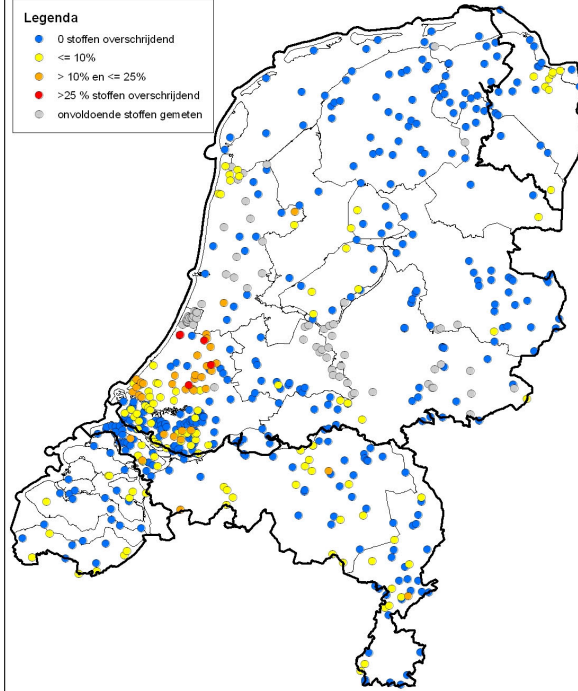 Legenda
0 stoffen overschrijdend
<= 10%
> 10% en <= 25%
>25 % stoffen overschrijdend
onvoldoende stoffen gemeten